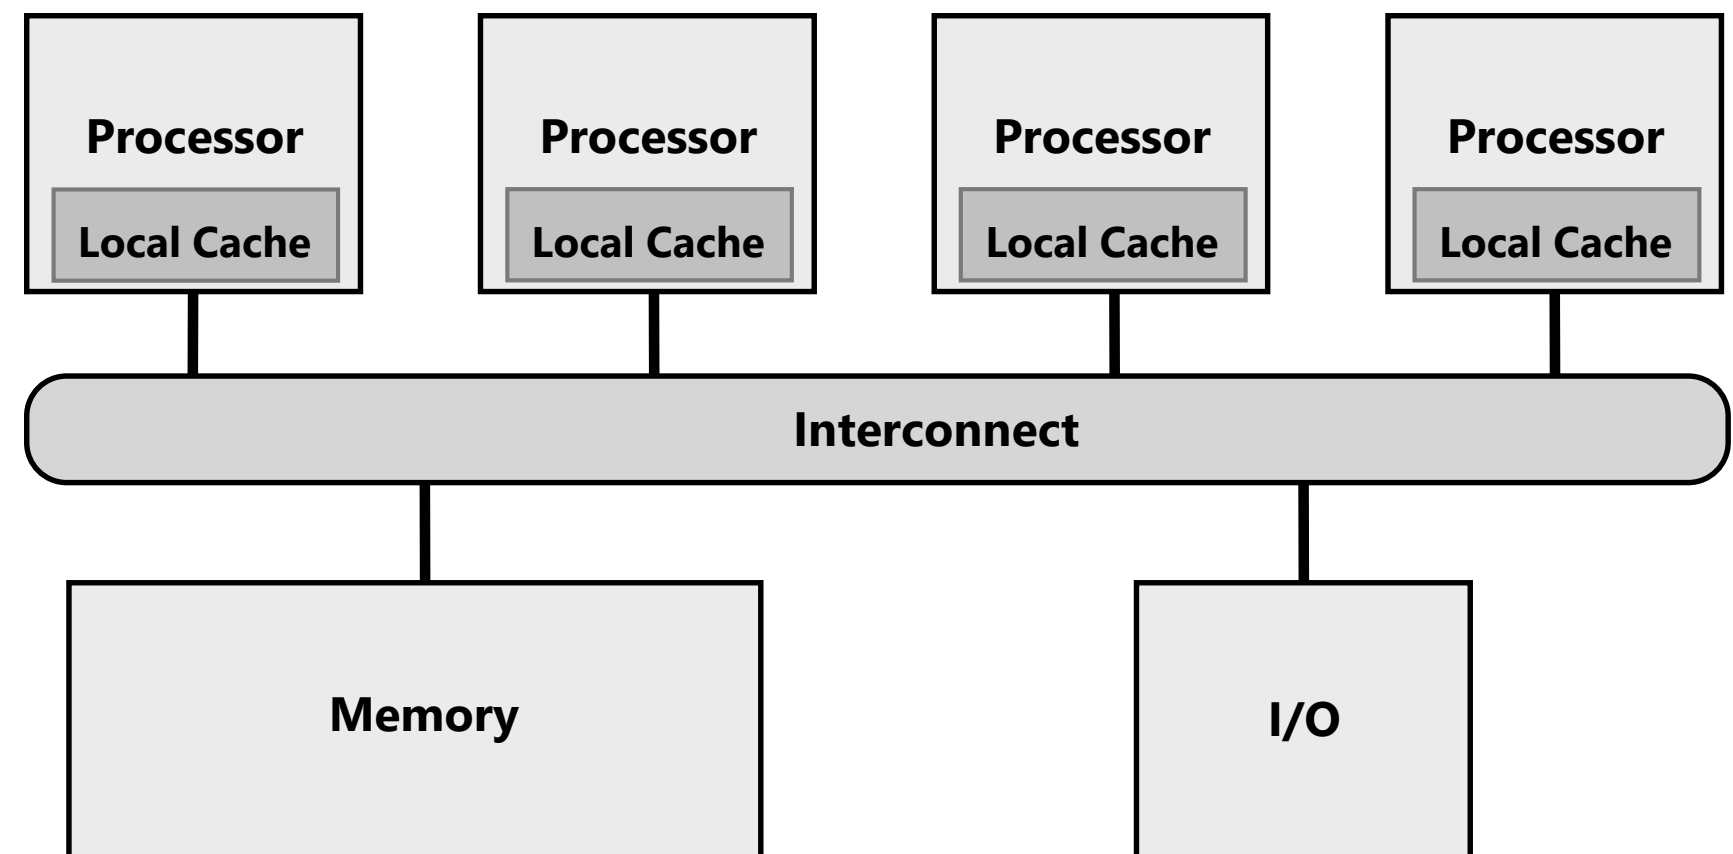 Processor
Processor
Processor
Processor
Local Cache
Local Cache
Local Cache
Local Cache
Interconnect
Memory
I/O